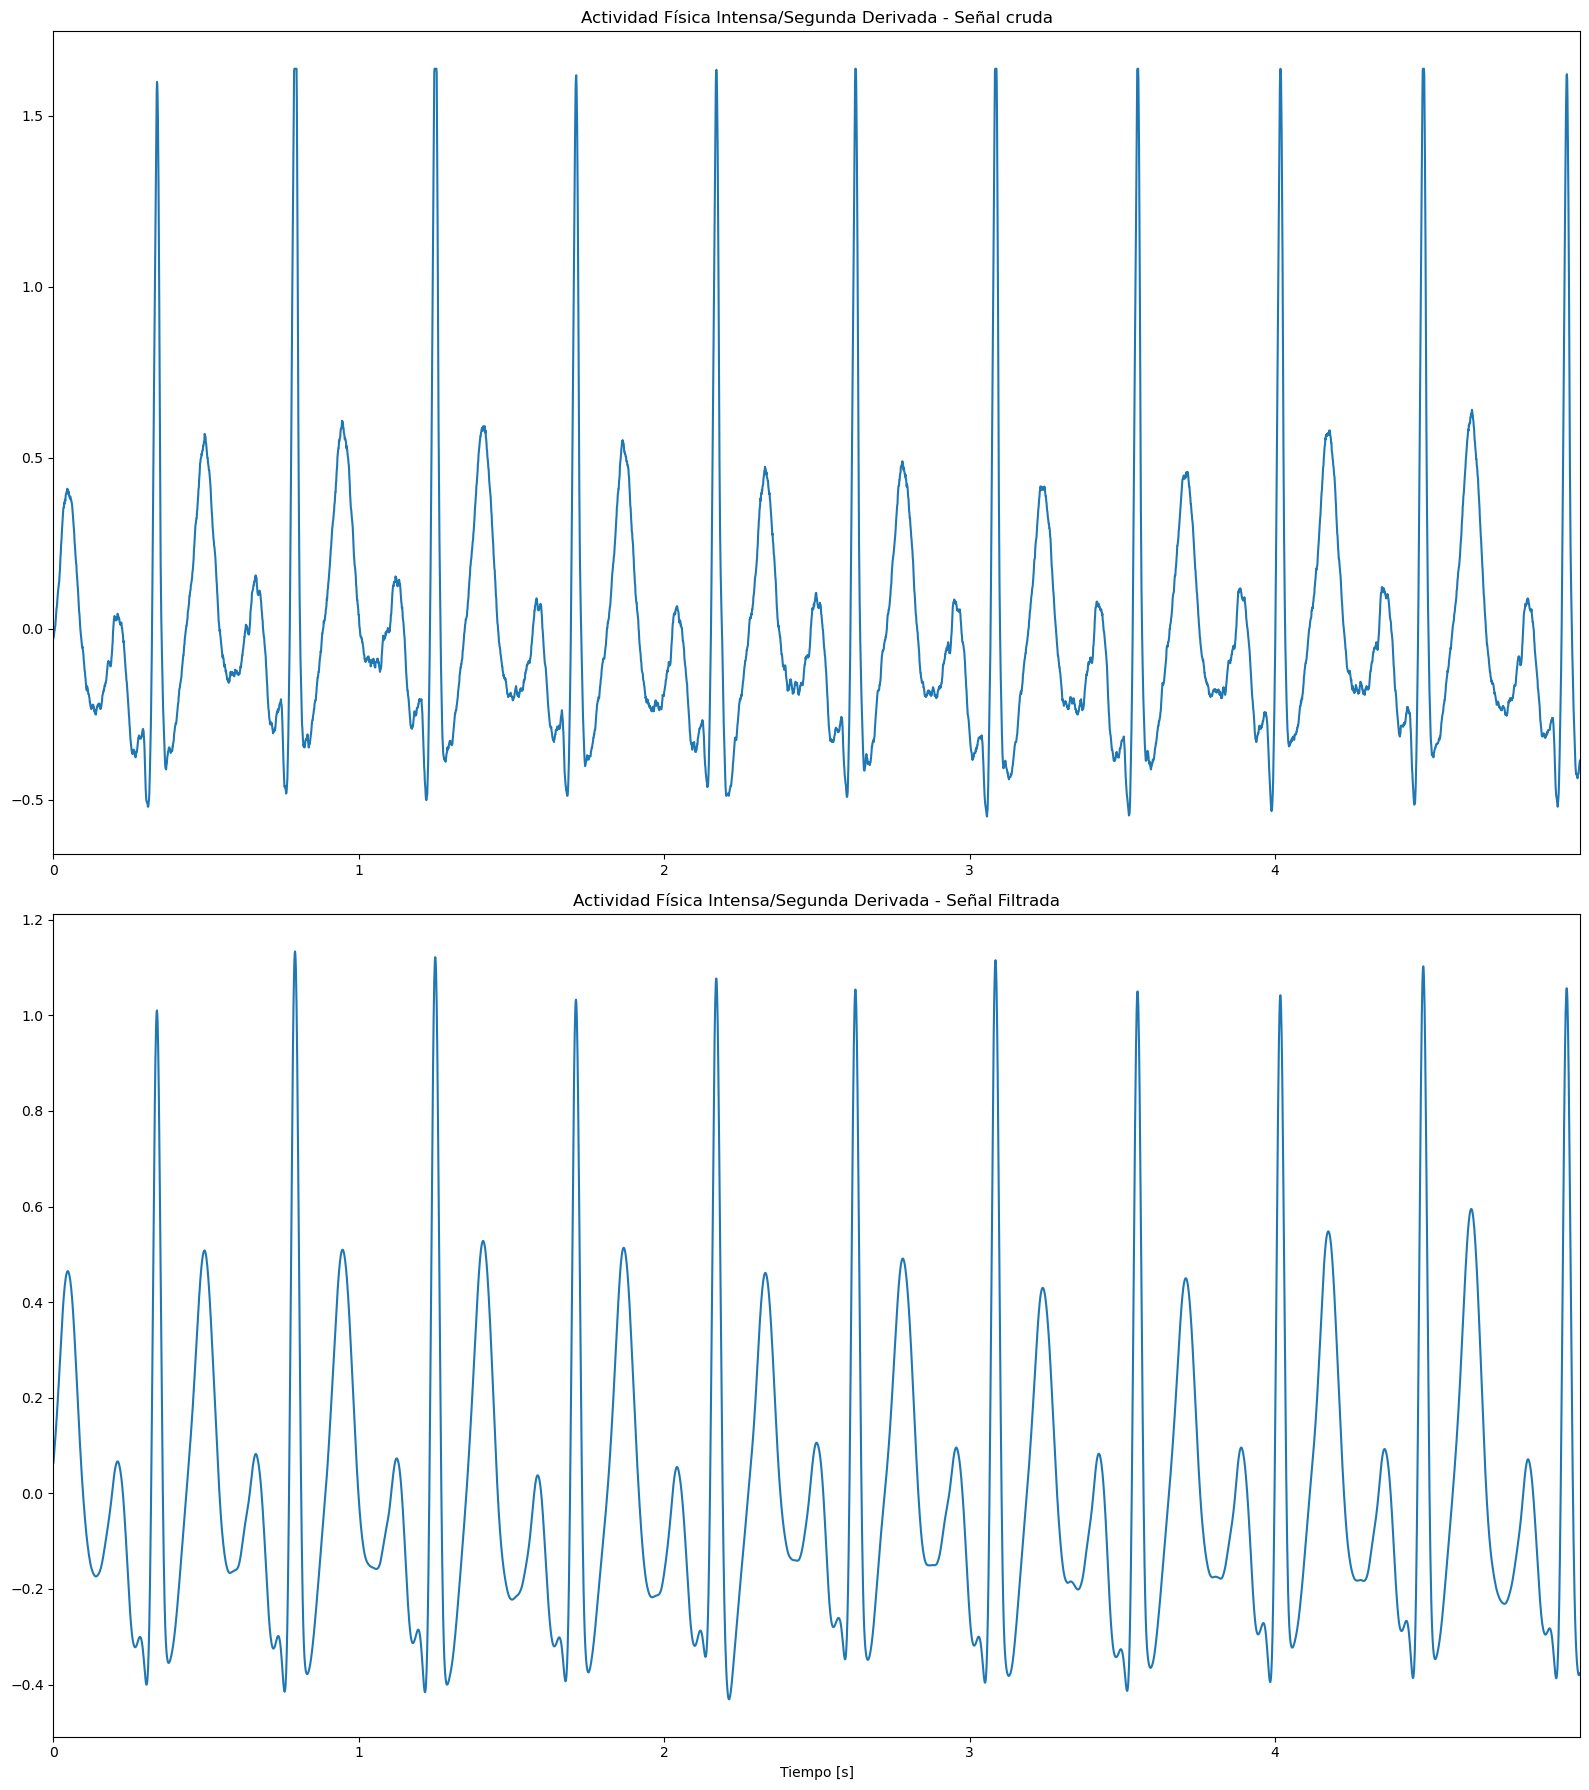 Actividad Física Intensa/Segunda Derivada - Señal cruda
1.5
1.0
0.5
0.0
−0.5
0 1 2 3 4
Actividad Física Intensa/Segunda Derivada - Señal Filtrada
1.2
1.0
0.8
0.6
0.4
0.2
0.0
−0.2
−0.4
0 1 2 3 4
Tiempo [s]